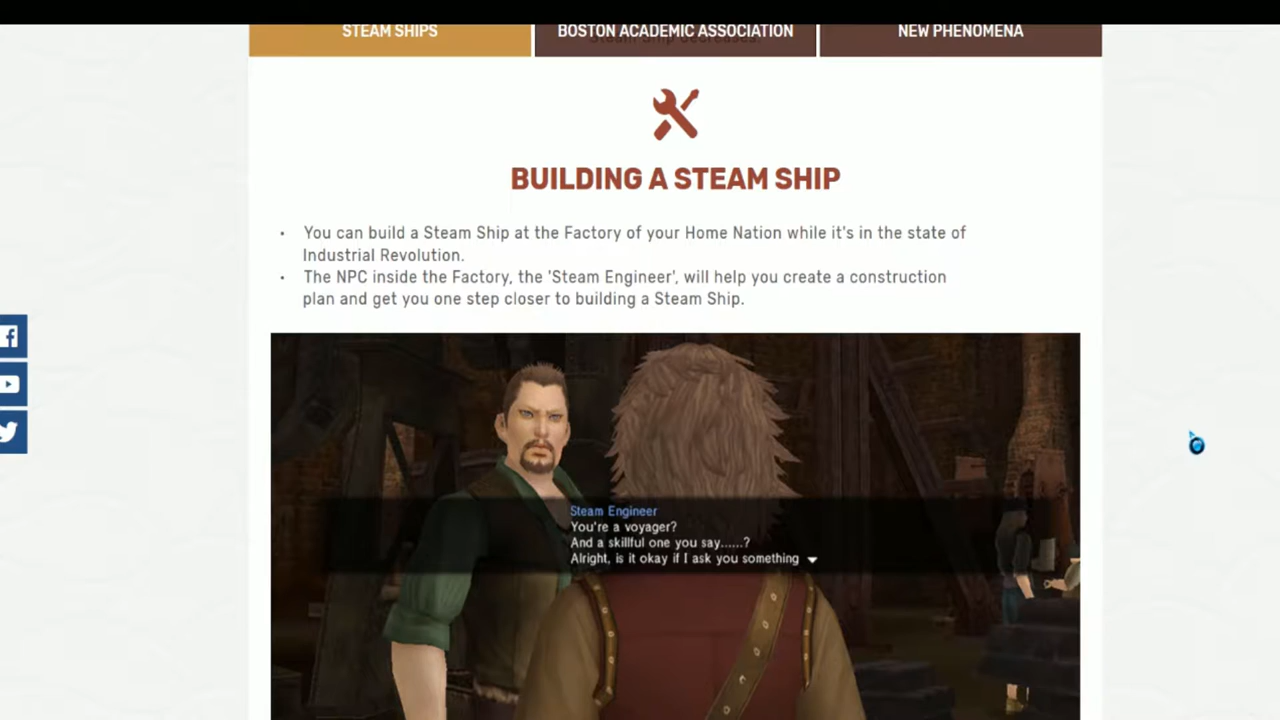 STEAM SHIPS
BOSTON ACADEMIC ASSOCIATION
NEW PHENOMENA
BUILDING A STEAM SHIP
• You can build a Steam Ship at the Factory of your Home Nation while it's in the state of
Industrial Revolution.
• The NPC inside the Factory, the 'Steam Engineer', will help you create a construction
plan and get you one step closer to building a Steam Ship.
Steam Engineer
You're a voyager?
And a skillful one you say......?
Alright, is it okay if I ask you something